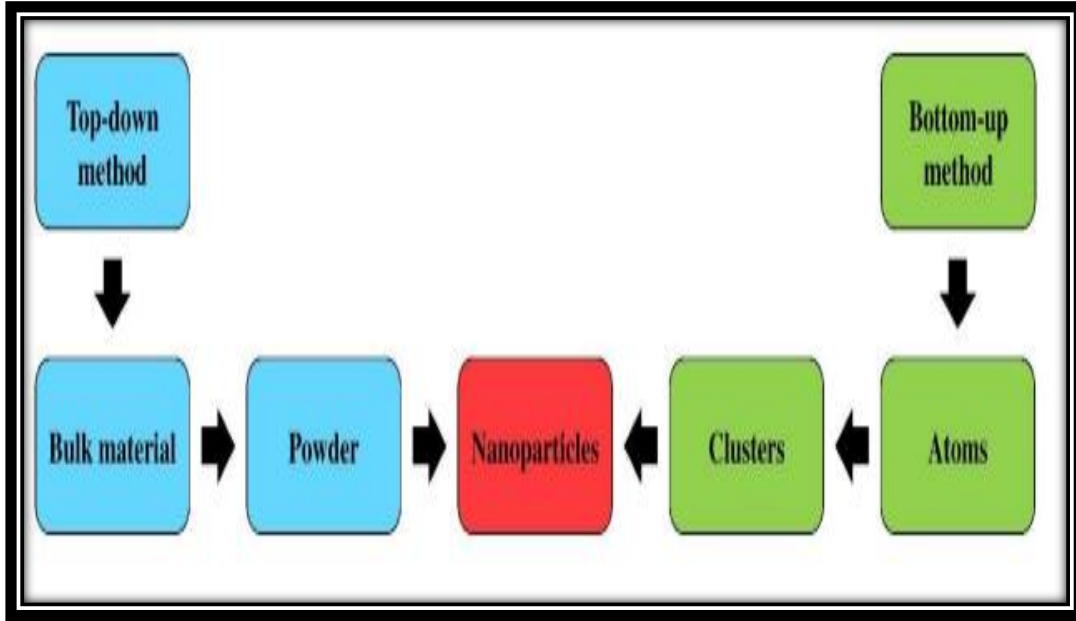 Top-down
method
Bottom-up
method
Bulk material
Powder
Nanoparticles
Clusters
Atoms